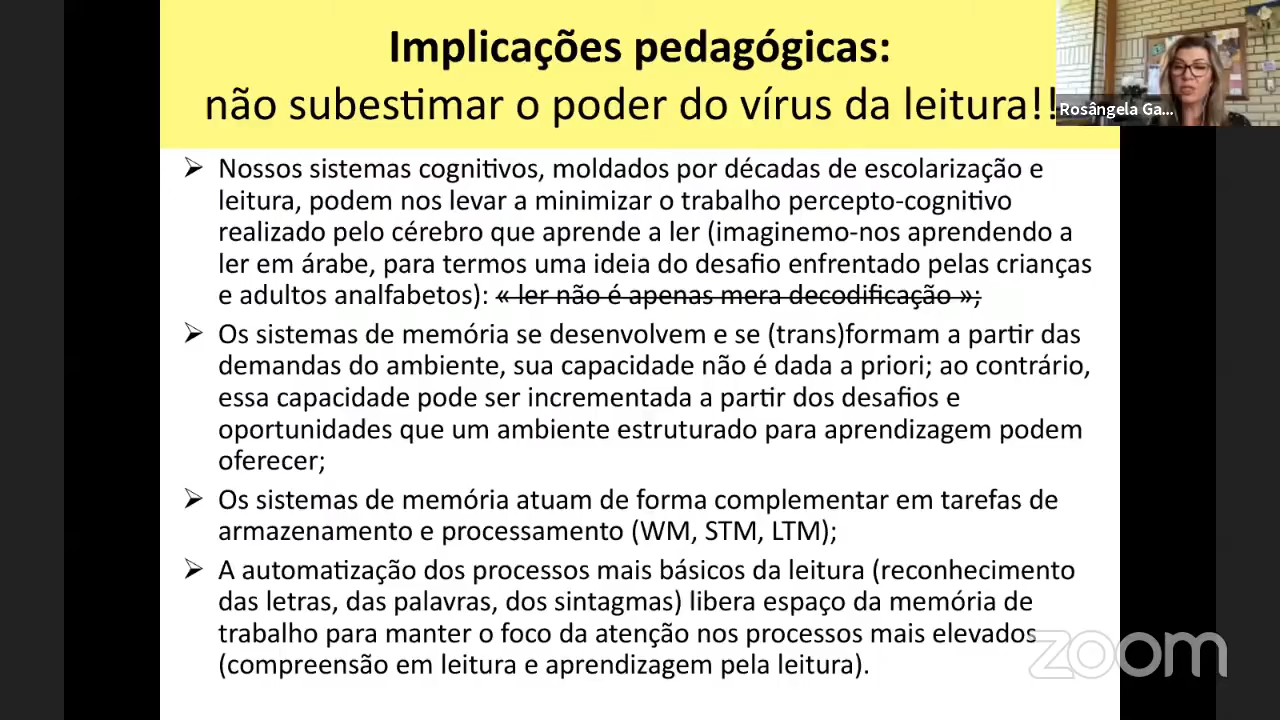 Implicações pedagógicas:
não subestimar o poder do vírus da leitura!!
Rosângela Ga...
➢ Nossos sistemas cognitivos, moldados por décadas de escolarização e
leitura, podem nos levar a minimizar o trabalho percepto-cognitivo
realizado pelo cérebro que aprende a ler (imaginemo-nos aprendendo a
ler em árabe, para termos uma ideia do desafio enfrentado pelas crianças
e adultos analfabetos): « ler não é apenas mera decodificação »;
➢ Os sistemas de memória se desenvolvem e se (trans)formam a partir das
demandas do ambiente, sua capacidade não é dada a priori; ao contrário,
essa capacidade pode ser incrementada a partir dos desafios e
oportunidades que um ambiente estruturado para aprendizagem podem
oferecer;
➢ Os sistemas de memória atuam de forma complementar em tarefas de
armazenamento e processamento (WM, STM, LTM);
➢ A automatização dos processos mais básicos da leitura (reconhecimento
das letras, das palavras, dos sintagmas) libera espaço da memória de
trabalho para manter o foco da atenção nos processos mais elevados
(compreensão em leitura e aprendizagem pela leitura).
zoom